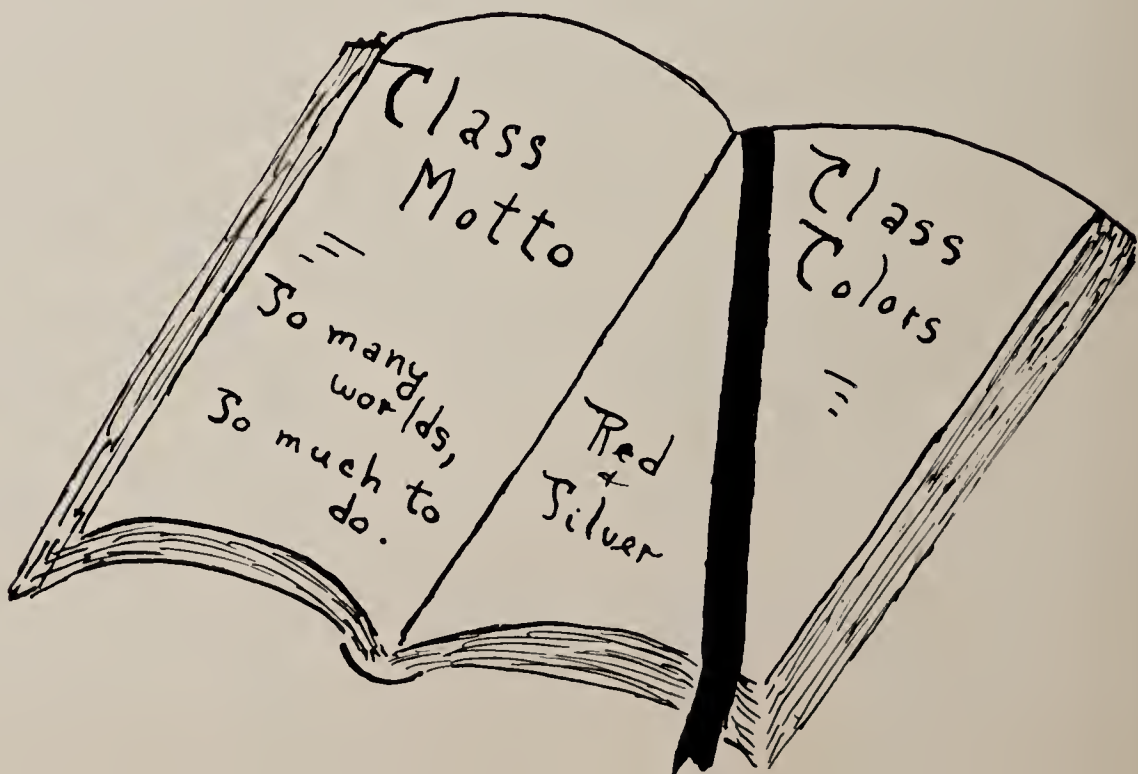 Class
Motto
So many
worlds,
So much to
do.
Class
Colors
Red
+
Silver